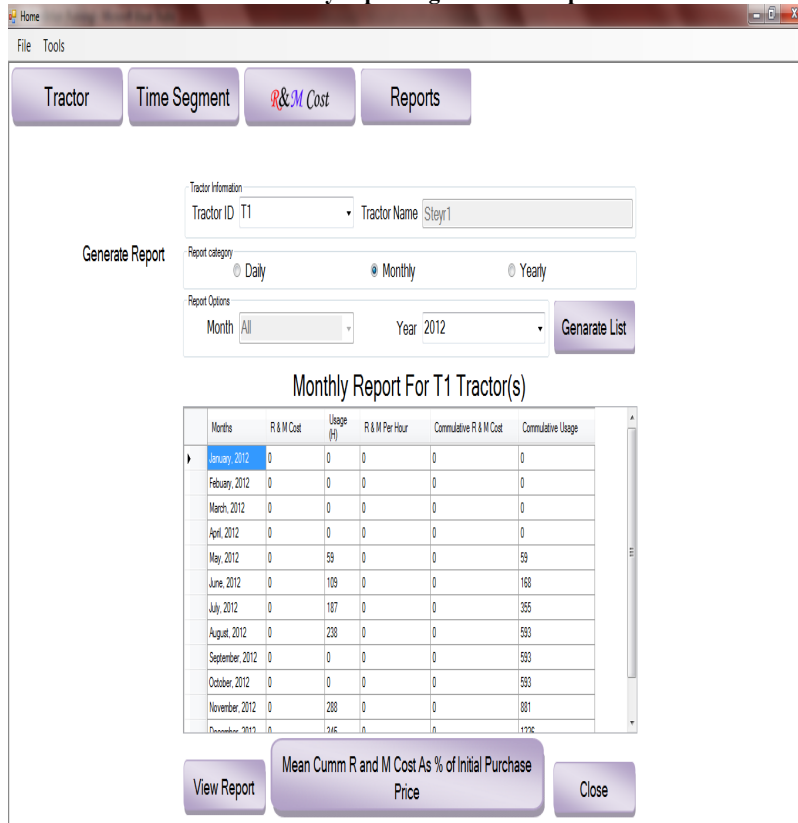 Home
File Tools
Tractor Time Segment R&M Cost Reports
Tractor Information
Tractor ID T1 Tractor Name Steyr1
Generate Report
Report category
Daily Monthly Yearly
Report Options
Month All Year 2012 Genarate List
Monthly Report For T1 Tractor(s)
Months R & M Cost Usage (H) R & M Per Hour Commulative R & M Cost Commulative Usage
January, 2012 0 0 0 0 0
Febuary, 2012 0 0 0 0 0
March, 2012 0 0 0 0 0
April, 2012 0 0 0 0 0
May, 2012 0 59 0 0 59
June, 2012 0 109 0 0 168
July, 2012 0 187 0 0 355
August, 2012 0 238 0 0 593
September, 2012 0 0 0 0 593
October, 2012 0 0 0 0 593
November, 2012 0 288 0 0 881
December, 2012 0 345 0 0 1226
View Report
Mean Cumm R and M Cost As % of Initial Purchase
Price
Close